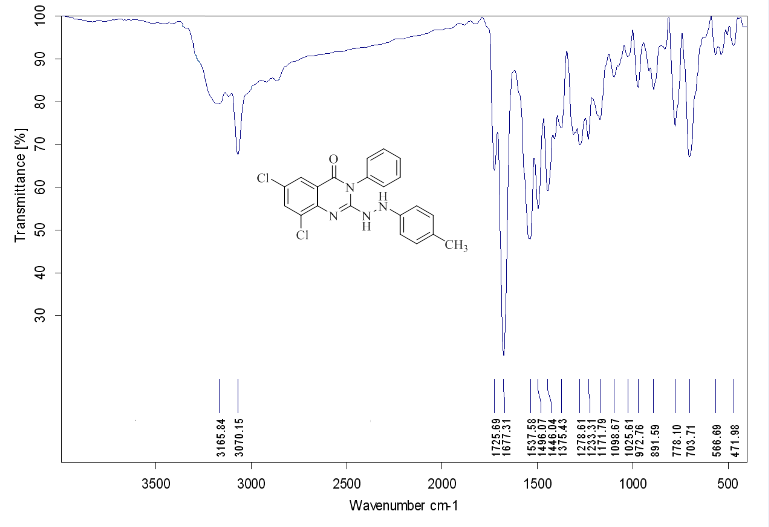 100
90
80
70
60
50
40
30
Transmittance [%]
O
Cl
N
H
N
N
N
H
Cl
CH3
3165.84
3070.15
1725.69
1677.31
1537.58
1496.07
1446.04
1375.43
1278.61
1233.31
1171.79
1098.67
1025.61
972.76
891.59
778.10
703.71
566.69
471.98
3500
3000
2500
2000
1500
1000
500
Wavenumber cm-1